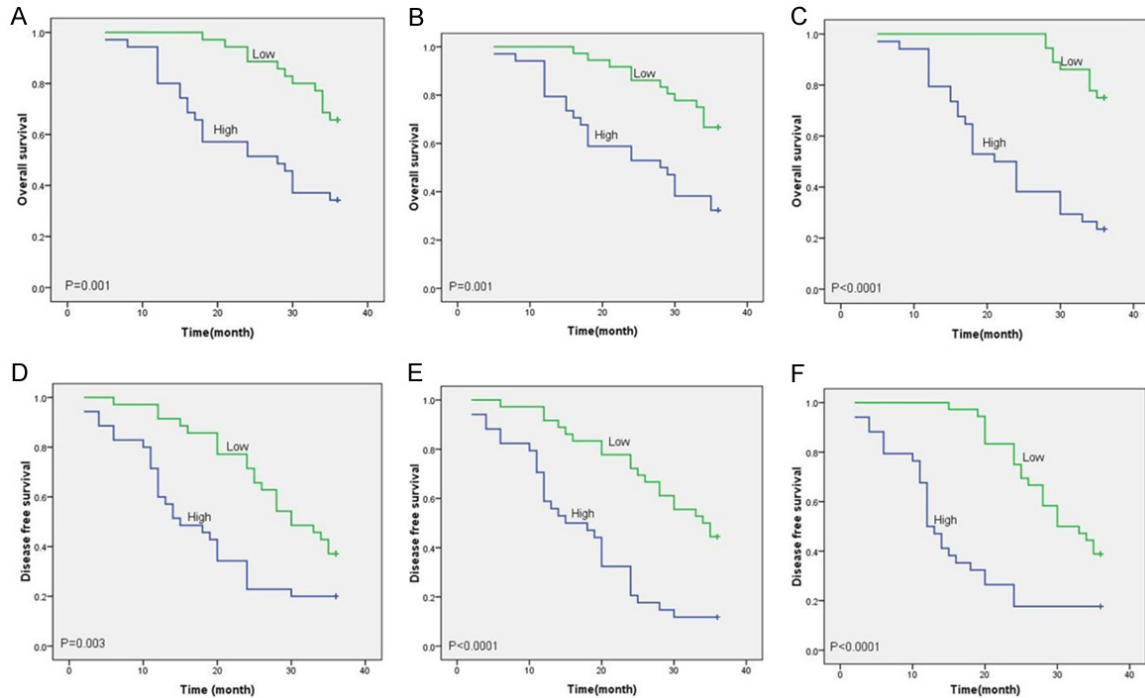 A
Overall survival
1.0
0.8
0.6
0.4
0.2
0.0
Low
High
P=0.001
0 10 20 30 40
Time(month)
B
Overall survival
1.0
0.8
0.6
0.4
0.2
0.0
Low
High
P=0.001
0 10 20 30 40
Time(month)
C
Overall survival
1.0
0.8
0.6
0.4
0.2
0.0
Low
High
P<0.0001
0 10 20 30 40
Time(month)
D
Disease free survival
1.0
0.8
0.6
0.4
0.2
0.0
Low
High
P=0.003
0 10 20 30 40
Time (month)
E
Disease free survival
1.0
0.8
0.6
0.4
0.2
0.0
Low
High
P<0.0001
0 10 20 30 40
Time(month)
F
Disease free survival
1.0
0.8
0.6
0.4
0.2
0.0
Low
High
P<0.0001
0 10 20 30 40
Time(month)